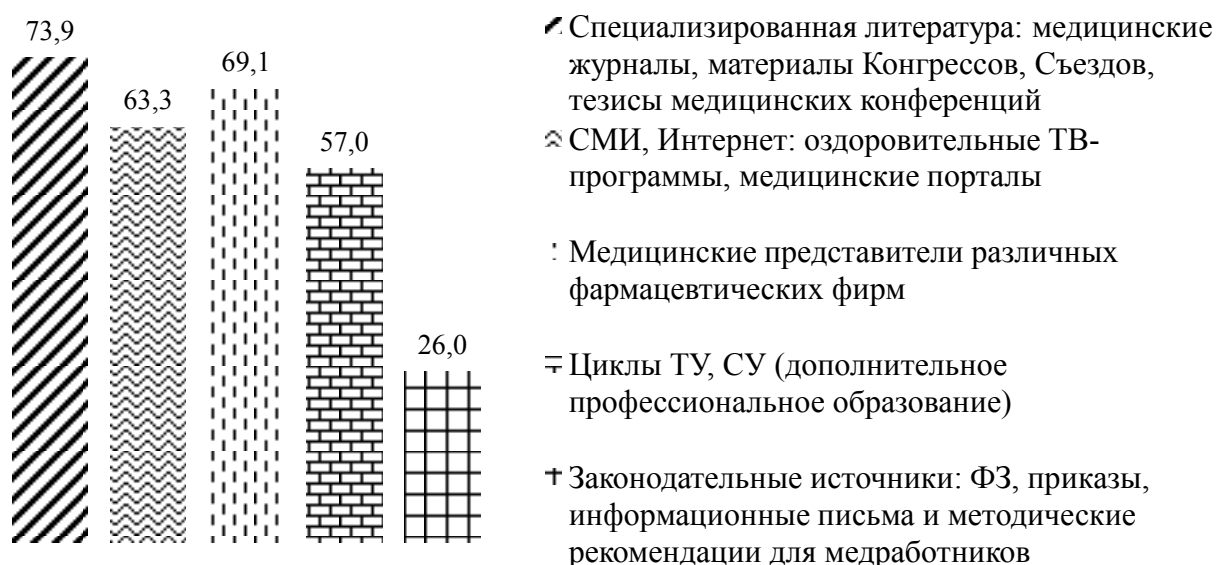 73,9
63,3
69,1
57,0
26,0
Специализированная литература: медицинские
журналы, материалы Конгрессов, Съездов,
тезисы медицинских конференций
СМИ, Интернет: оздоровительные ТВ-
программы, медицинские порталы
Медицинские представители различных
фармацевтических фирм
Циклы ТУ, СУ (дополнительное
профессиональное образование)
Законодательные источники: ФЗ, приказы,
информационные письма и методические
рекомендации для медработников